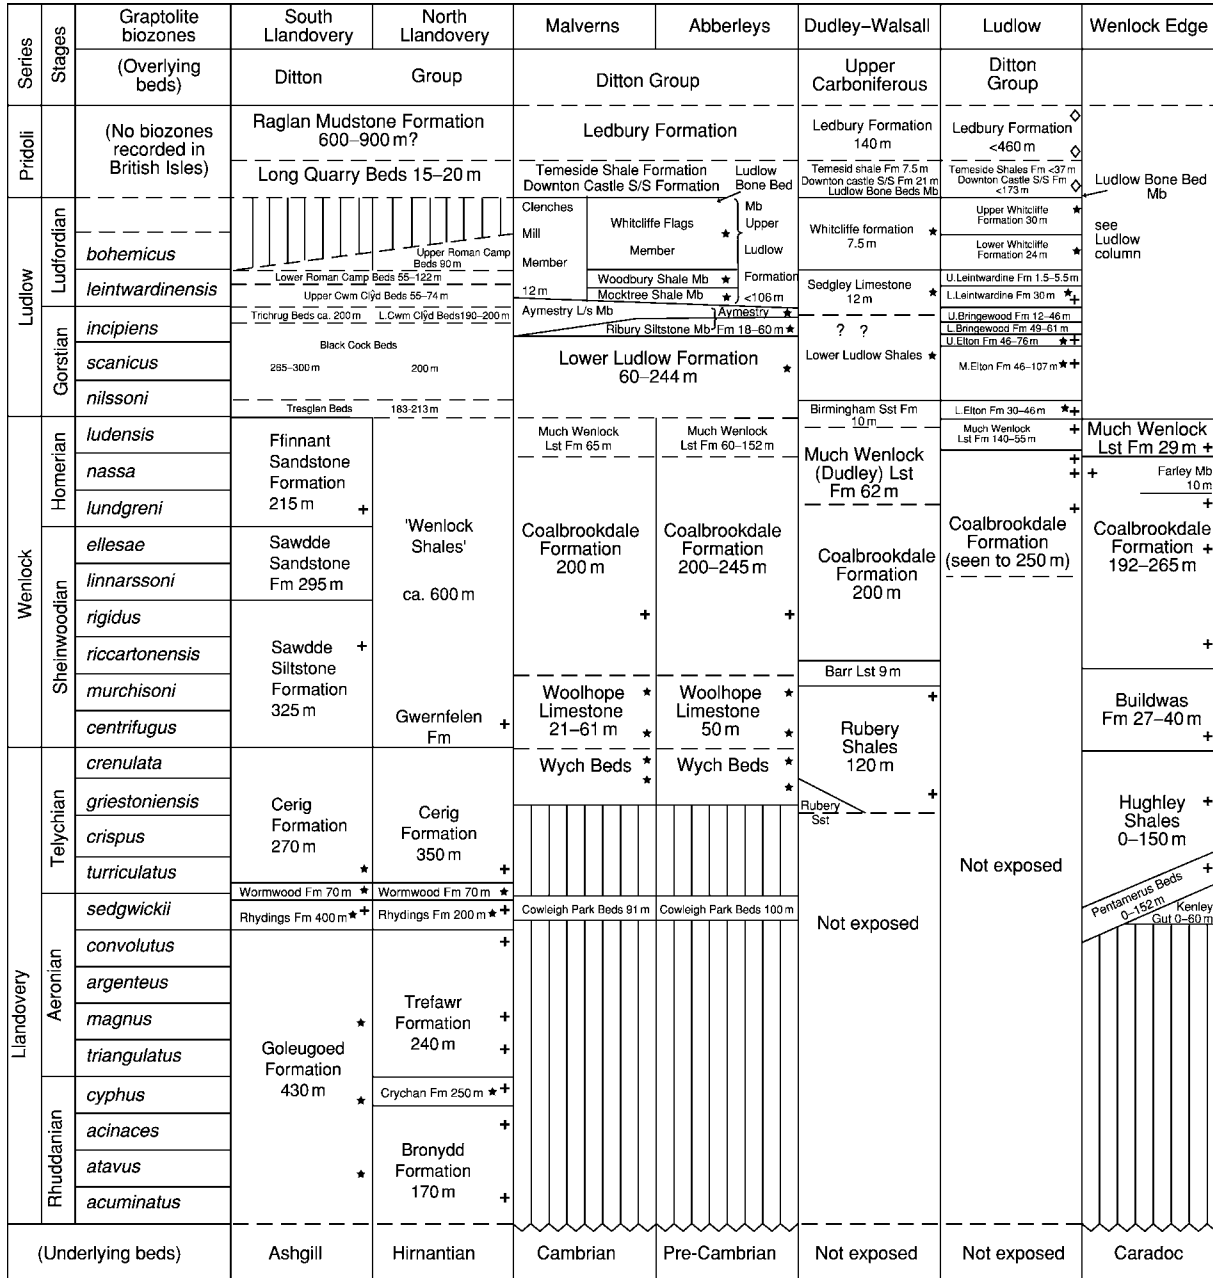 Series
Stages
Graptolite
biozones
South
Llandovery
North
Llandovery
Malverns
Abberleys
Dudley–Walsall
Ludlow
Wenlock Edge
(Overlying
beds)
Ditton
Group
Ditton Group
Upper
Carboniferous
Ditton
Group
Pridoli
(No biozones
recorded in
British Isles)
Raglan Mudstone Formation
600–900 m?
Long Quarry Beds 15–20 m
Ledbury Formation
Temeside Shale Formation
Downton Castle S/S Formation
Ludlow
Bone Bed
Mb
Ledbury Formation
140 m
Temesid shale Fm 7.5 m
Downton castle S/S Fm 21 m
Ludlow Bone Beds Mb
Ledbury Formation
<460 m
Temeside Shales Fm <37 m
Downton Castle S/S Fm
<173 m
Ludlow Bone Bed
Mb
see
Ludlow
column
Ludlow
Ludfordian
bohemicus
leintwardinensis
Upper Roman Camp
Beds 90 m
Lower Roman Camp Beds 55–122 m
Upper Cwm Clŷd Beds 55–74 m
Clenches
Mill
Member
12 m
Whitcliffe Flags
Member
Woodbury Shale Mb
Mocktree Shale Mb
Upper
Ludlow
Formation
<106 m
Whitcliffe formation
7.5 m
Sedgley Limestone
12 m
Upper Whitcliffe
Formation 30 m
Lower Whitcliffe
Formation 24 m
U.Leintwardine Fm 1.5–5.5 m
L.Leintwardine Fm 30 m
Gorstian
incipiens
scanicus
nilssoni
Trichrug Beds ca. 200 m
L.Cwm Clŷd Beds 190–200 m
Black Cock Beds
265–300 m
200 m
Tresglen Beds
183-213 m
Aymestry L/s Mb
Aymestry
Ribury Siltstone Mb
Fm 18–60 m
Lower Ludlow Formation
60–244 m
? ?
Lower Ludlow Shales
Birmingham Sst Fm
10 m
U.Bringewood Fm 12–46 m
L.Bringewood Fm 49–61 m
U.Elton Fm 46–76 m
M.Elton Fm 46–107 m
L.Elton Fm 30–46 m
Wenlock
Homerian
ludensis
nassa
lundgreni
Ffinnant
Sandstone
Formation
215 m
'Wenlock
Shales'
ca. 600 m
Much Wenlock
Lst Fm 65 m
Much Wenlock
Lst Fm 60–152 m
Much Wenlock
(Dudley) Lst
Fm 62 m
Much Wenlock
Lst Fm 140–55 m
Much Wenlock
Lst Fm 29 m
Farley Mb
10 m
Sheinwoodian
ellesae
linnarssoni
rigidus
riccartonensis
murchisoni
centrifugus
Sawdde
Sandstone
Fm 295 m
Sawdde
Siltstone
Formation
325 m
Gwernfelen
Fm
Coalbrookdale
Formation
200 m
Coalbrookdale
Formation
200–245 m
Coalbrookdale
Formation
200 m
Coalbrookdale
Formation
(seen to 250 m)
Coalbrookdale
Formation
192–265 m
Woolhope
Limestone
21–61 m
Woolhope
Limestone
50 m
Barr Lst 9 m
Rubery
Shales
120 m
Buildwas
Fm 27–40 m
Llandovery
Telychian
crenulata
griestoniensis
crispus
turriculatus
Cerig
Formation
270 m
Cerig
Formation
350 m
Wormwood Fm 70 m
Wormwood Fm 70 m
Wych Beds
Wych Beds
Rubery
Sst
Not exposed
Hughley
Shales
0–150 m
Pentamerus Beds
0–152 m
Kenley
Gut 0–60 m
Aeronian
sedgwickii
convolutus
argenteus
magnus
triangulatus
Rhydings Fm 400 m
Rhydings Fm 200 m
Cowleigh Park Beds 91 m
Cowleigh Park Beds 100 m
Not exposed
Goleugoed
Formation
430 m
Trefawr
Formation
240 m
Rhuddanian
cyphus
acinaces
atavus
acuminatus
Crychan Fm 250 m
Bronydd
Formation
170 m
(Underlying beds)
Ashgill
Hirnantian
Cambrian
Pre-Cambrian
Not exposed
Not exposed
Caradoc